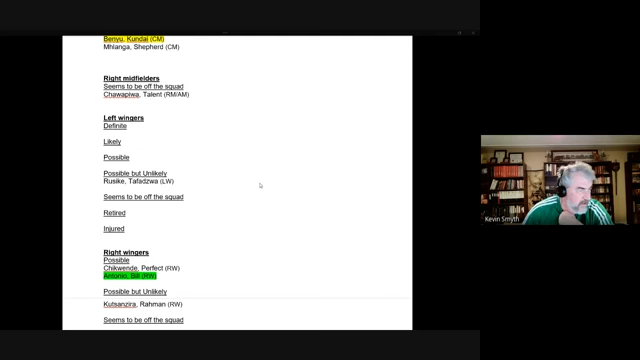 Benyu, Kundai (CM)
Mhlanga, Shepherd (CM)
Right midfielders
Seems to be off the squad
Chawapiwa, Talent (RM/AM)
Left wingers
Definite
Likely
Possible
Possible but Unlikely
Rusike, Tafadzwa (LW)
Seems to be off the squad
Retired
Injured
Right wingers
Possible
Chikwende, Perfect (RW)
Antonio, Bill (RW)
Possible but Unlikely
Kutsanzira, Rahman (RW)
Seems to be off the squad
Kevin Smyth